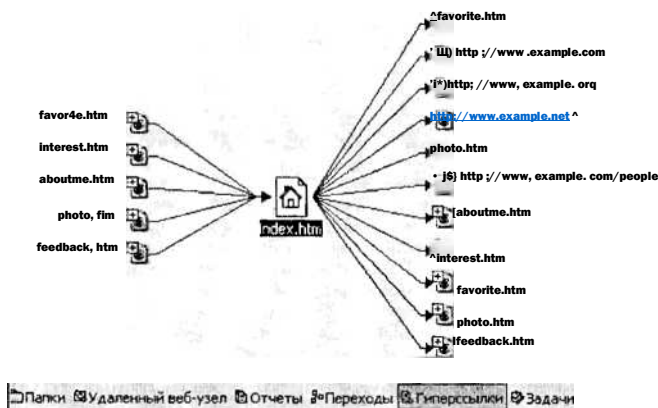 favor4e.htm
interest.htm
aboutme.htm
photo, fim
feedback, htm
index.htm
^favorite.htm
' Щ) http ;//www .example.com
'i*)http; //www, example. orq
http://www.example.net ^
photo.htm
• j$) http ://www, example. com/people
[aboutme.htm
^interest.htm
favorite.htm
photo.htm
lfeedback.htm
Папки Удаленный веб-узел Отчеты Переходы Гиперссылки Задачи